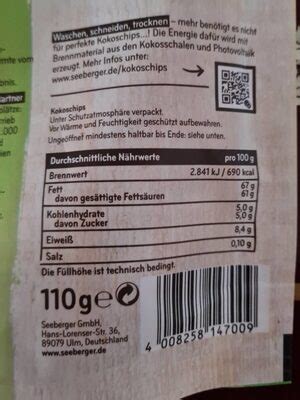 Waschen, schneiden, trocknen – mehr benötigt es nicht
für perfekte Kokoschips...! Die Energie dafür wird mit
Brennmaterial aus den Kokosschalen und Photovoltaik
erzeugt. Mehr Infos unter:
www.seeberger.de/kokoschips
Kokoschips
Unter Schutzatmosphäre verpackt.
Vor Wärme und Feuchtigkeit geschützt aufbewahren.
Ungeöffnet mindestens haltbar bis Ende: siehe unten.
Durchschnittliche Nährwerte pro 100 g
Brennwert 2.841 kJ / 690 kcal
Fett 67 g
davon gesättigte Fettsäuren 61 g
Kohlenhydrate 5,0 g
davon Zucker 5,0 g
Eiweiß 8,4 g
Salz 0,10 g
Die Füllhöhe ist technisch bedingt.
110 g e
Seeberger GmbH,
Hans-Lorenser-Str. 36,
89079 Ulm, Deutschland
www.seeberger.de
4 008258 147009